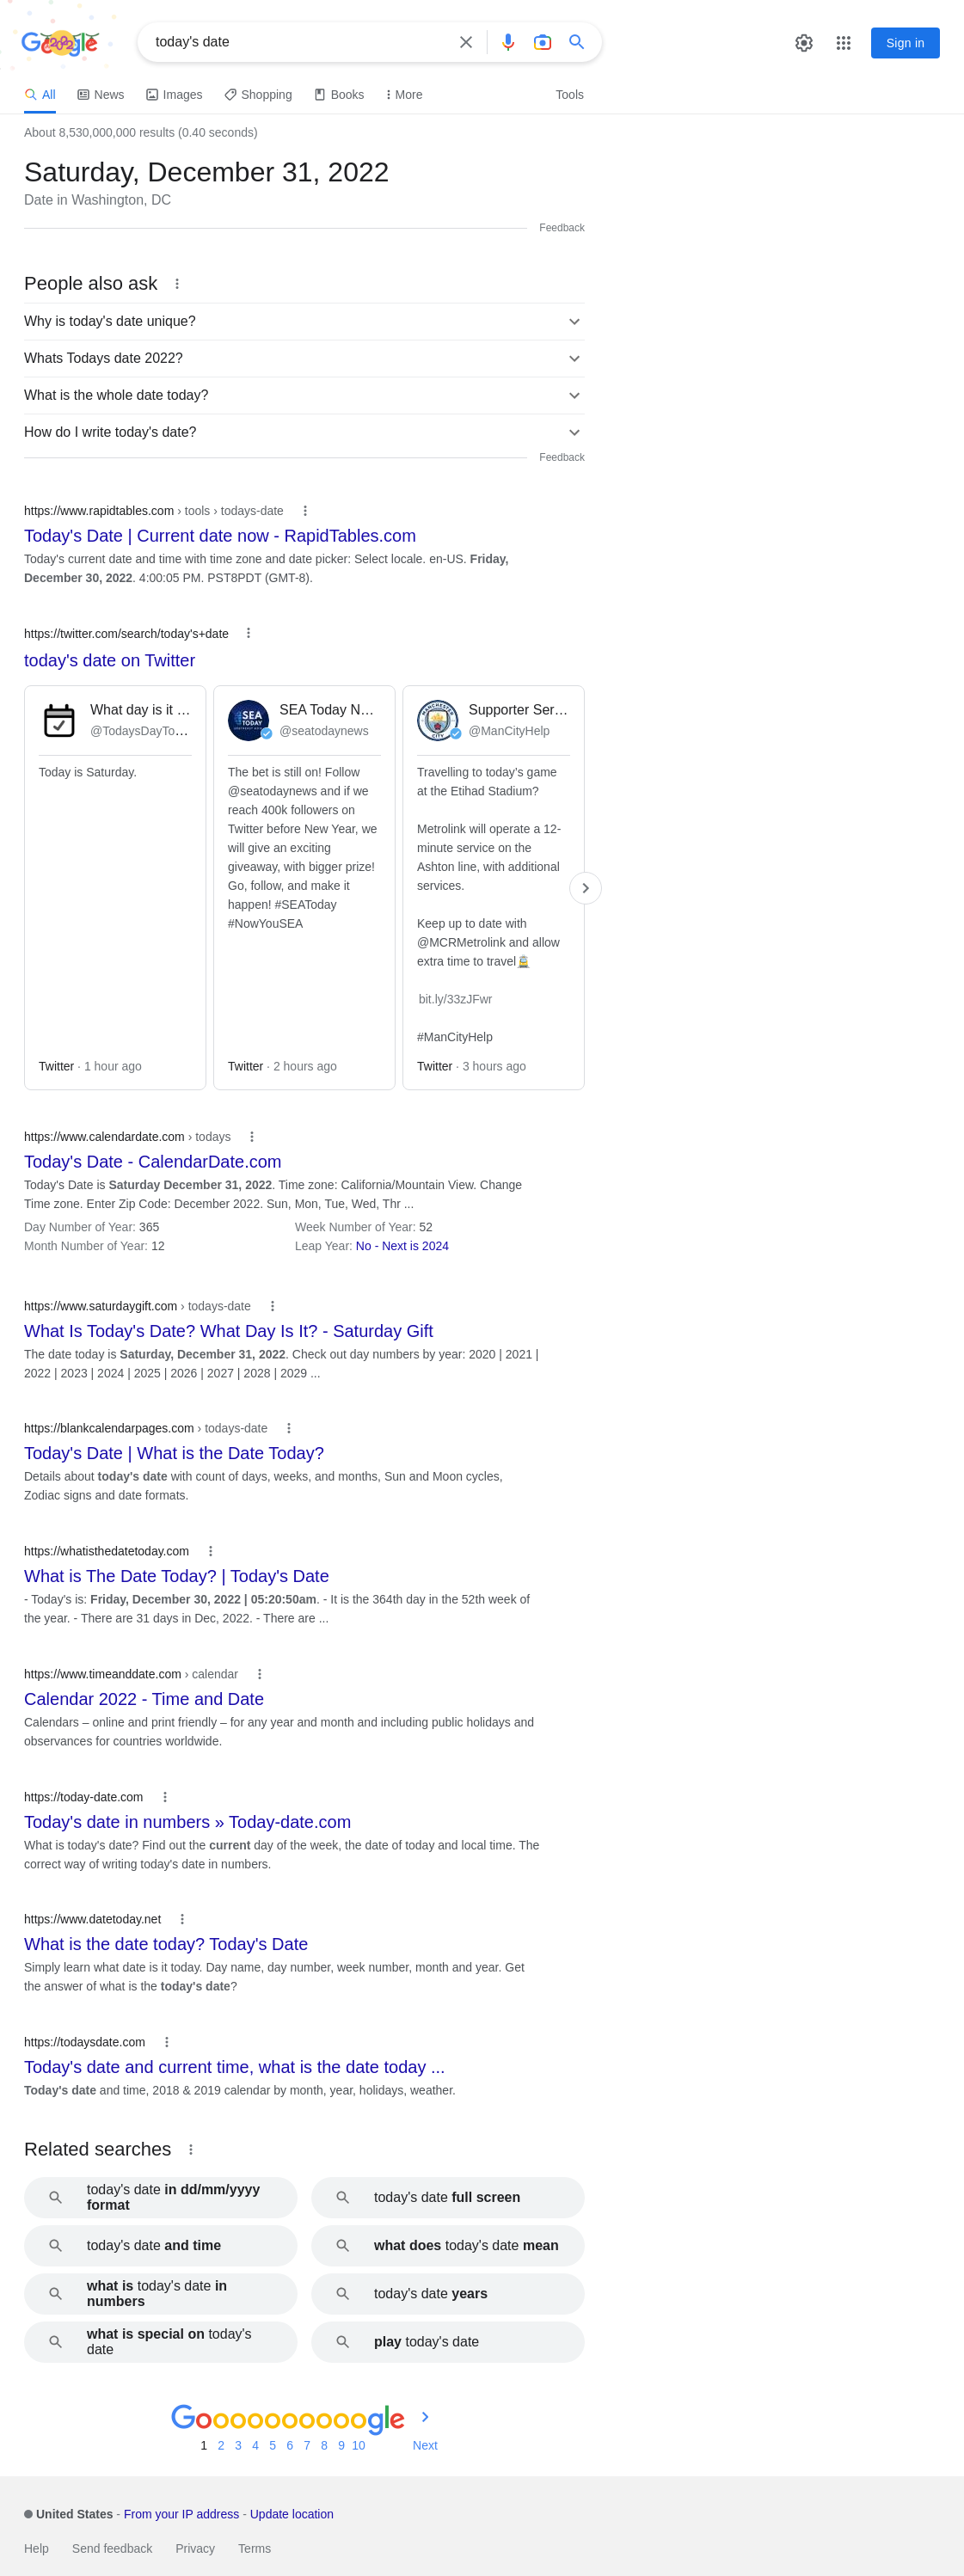 Google 2022
today's date
Sign in
All News Images Shopping Books More Tools
About 8,530,000,000 results (0.40 seconds)
Saturday, December 31, 2022
Date in Washington, DC
Feedback
People also ask
Why is today's date unique?
Whats Todays date 2022?
What is the whole date today?
How do I write today's date?
Feedback
https://www.rapidtables.com › tools › todays-date
Today's Date | Current date now - RapidTables.com
Today's current date and time with time zone and date picker: Select locale. en-US. Friday,
December 30, 2022. 4:00:05 PM. PST8PDT (GMT-8).
https://twitter.com/search/today's+date
today's date on Twitter
What day is it ...
@TodaysDayTo...
Today is Saturday.
Twitter · 1 hour ago
SEA TODAY
SEA Today N...
@seatodaynews
The bet is still on! Follow
@seatodaynews and if we
reach 400k followers on
Twitter before New Year, we
will give an exciting
giveaway, with bigger prize!
Go, follow, and make it
happen! #SEAToday
#NowYouSEA
Twitter · 2 hours ago
MANCHESTER CITY
Supporter Ser...
@ManCityHelp
Travelling to today's game
at the Etihad Stadium?
Metrolink will operate a 12-
minute service on the
Ashton line, with additional
services.
Keep up to date with
@MCRMetrolink and allow
extra time to travel🚊
bit.ly/33zJFwr
#ManCityHelp
Twitter · 3 hours ago
https://www.calendardate.com › todays
Today's Date - CalendarDate.com
Today's Date is Saturday December 31, 2022. Time zone: California/Mountain View. Change
Time zone. Enter Zip Code: December 2022. Sun, Mon, Tue, Wed, Thr ...
Day Number of Year: 365 Week Number of Year: 52
Month Number of Year: 12 Leap Year: No - Next is 2024
https://www.saturdaygift.com › todays-date
What Is Today's Date? What Day Is It? - Saturday Gift
The date today is Saturday, December 31, 2022. Check out day numbers by year: 2020 | 2021 |
2022 | 2023 | 2024 | 2025 | 2026 | 2027 | 2028 | 2029 ...
https://blankcalendarpages.com › todays-date
Today's Date | What is the Date Today?
Details about today's date with count of days, weeks, and months, Sun and Moon cycles,
Zodiac signs and date formats.
https://whatisthedatetoday.com
What is The Date Today? | Today's Date
- Today's is: Friday, December 30, 2022 | 05:20:50am. - It is the 364th day in the 52th week of
the year. - There are 31 days in Dec, 2022. - There are ...
https://www.timeanddate.com › calendar
Calendar 2022 - Time and Date
Calendars – online and print friendly – for any year and month and including public holidays and
observances for countries worldwide.
https://today-date.com
Today's date in numbers » Today-date.com
What is today's date? Find out the current day of the week, the date of today and local time. The
correct way of writing today's date in numbers.
https://www.datetoday.net
What is the date today? Today's Date
Simply learn what date is it today. Day name, day number, week number, month and year. Get
the answer of what is the today's date?
https://todaysdate.com
Today's date and current time, what is the date today ...
Today's date and time, 2018 & 2019 calendar by month, year, holidays, weather.
Related searches
today's date in dd/mm/yyyy
format
today's date full screen
today's date and time
what does today's date mean
what is today's date in
numbers
today's date years
what is special on today's
date
play today's date
Goooooooooogle
1 2 3 4 5 6 7 8 9 10 Next
United States - From your IP address - Update location
Help Send feedback Privacy Terms